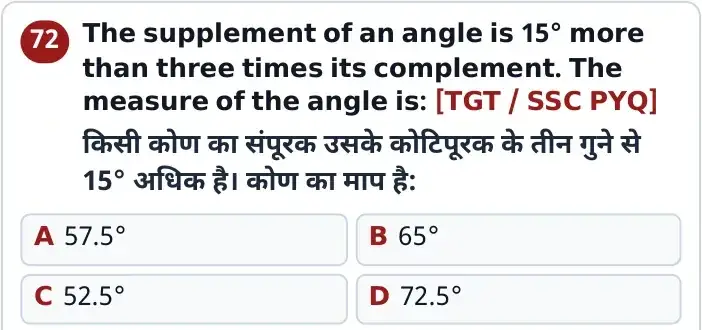 72 The supplement of an angle is 15° more
than three times its complement. The
measure of the angle is: [TGT / SSC PYQ]
किसी कोण का संपूरक उसके कोटिपूरक के तीन गुने से
15° अधिक है। कोण का माप है:
A 57.5°
B 65°
C 52.5°
D 72.5°